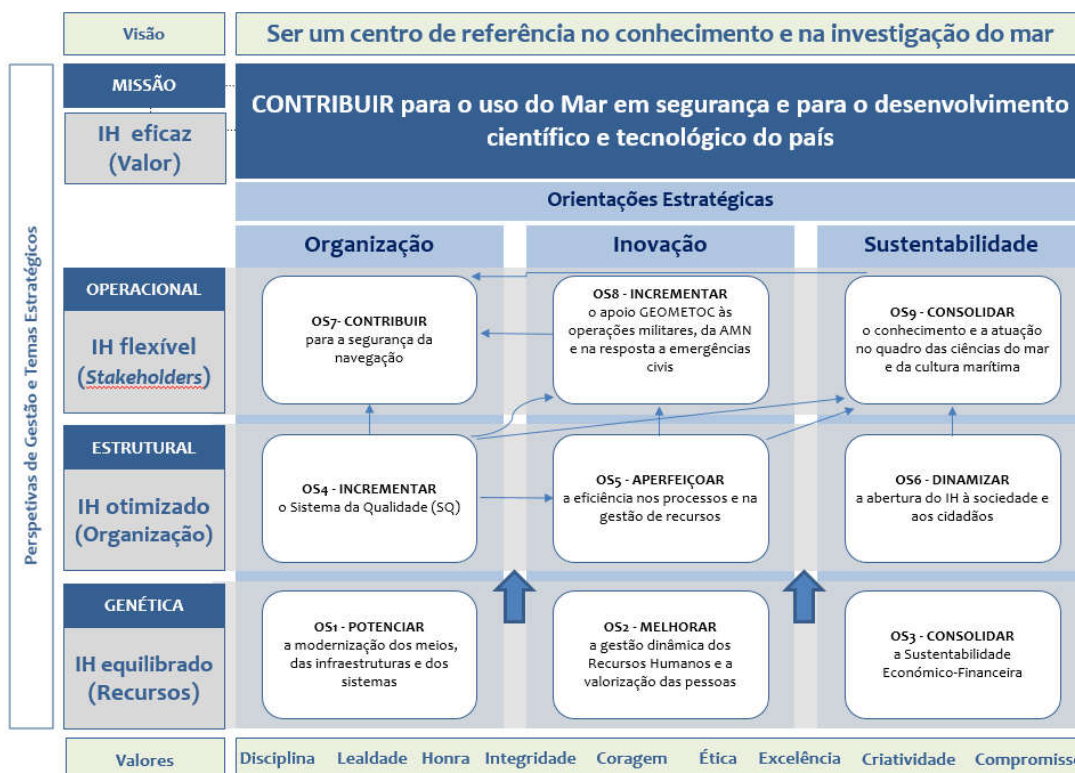 Visão
Ser um centro de referência no conhecimento e na investigação do mar
Perspetivas de Gestão e Temas Estratégicos
MISSÃO
IH eficaz
(Valor)
CONTRIBUIR para o uso do Mar em segurança e para o desenvolvimento
científico e tecnológico do país
Orientações Estratégicas
Organização
Inovação
Sustentabilidade
OPERACIONAL
IH flexível
(Stakeholders)
OS7- CONTRIBUIR
para a segurança da
navegação
OS8 - INCREMENTAR
o apoio GEOMETOC às
operações militares, da AMN
e na resposta a emergências
civis
OS9 - CONSOLIDAR
o conhecimento e a atuação
no quadro das ciências do mar
e da cultura marítima
ESTRUTURAL
IH otimizado
(Organização)
OS4 - INCREMENTAR
o Sistema da Qualidade (SQ)
OS5 - APERFEIÇOAR
a eficiência nos processos e na
gestão de recursos
OS6 - DINAMIZAR
a abertura do IH à sociedade e
aos cidadãos
GENÉTICA
IH equilibrado
(Recursos)
OS1 - POTENCIAR
a modernização dos meios,
das infraestruturas e dos
sistemas
OS2 - MELHORAR
a gestão dinâmica dos
Recursos Humanos e a
valorização das pessoas
OS3 - CONSOLIDAR
a Sustentabilidade
Económico-Financeira
Valores
Disciplina Lealdade Honra Integridade Coragem Ética Excelência Criatividade Compromisso